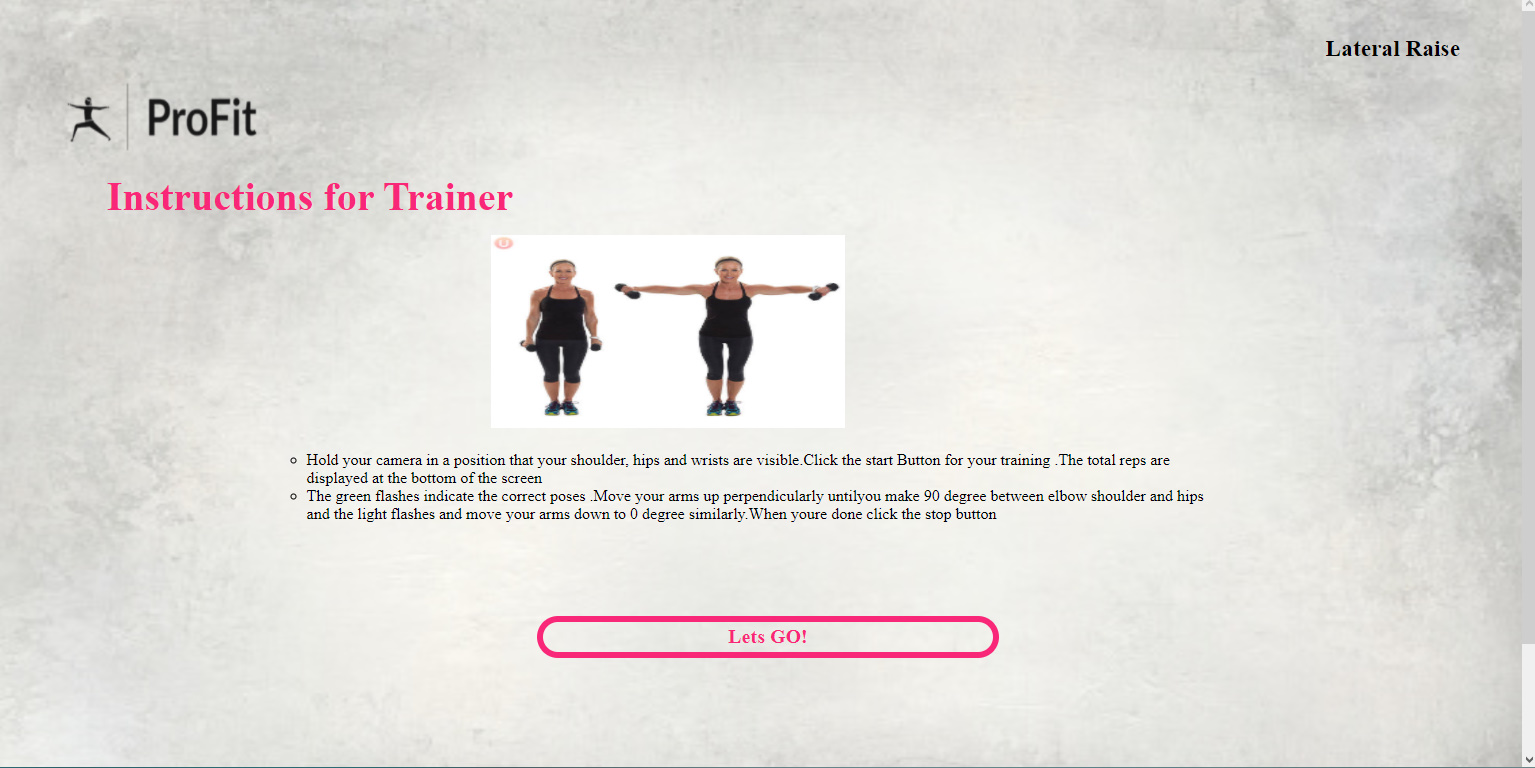 Lateral Raise
ProFit
Instructions for Trainer
U
Hold your camera in a position that your shoulder, hips and wrists are visible.Click the start Button for your training .The total reps are
displayed at the bottom of the screen
The green flashes indicate the correct poses .Move your arms up perpendicularly untilyou make 90 degree between elbow shoulder and hips
and the light flashes and move your arms down to 0 degree similarly.When youre done click the stop button
Lets GO!